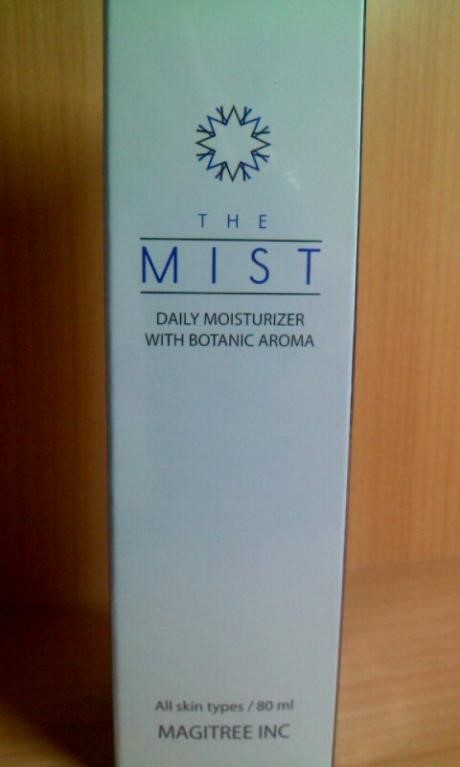 THE
MIST
DAILY MOISTURIZER
WITH BOTANIC AROMA
All skin types / 80 ml
MAGITREE INC